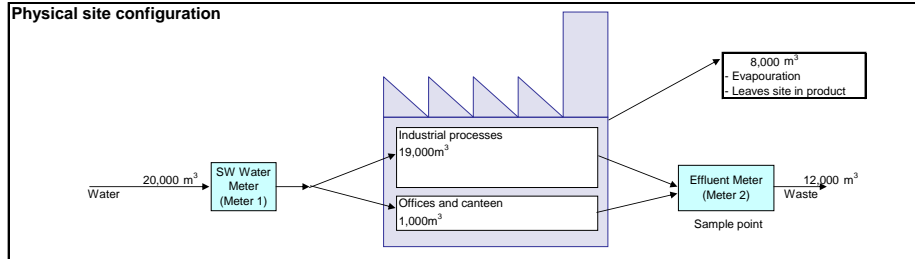 Physical site configuration
8,000 m³
- Evapouration
- Leaves site in product
Industrial processes
19,000m³
20,000 m³
Water
SW Water
Meter
(Meter 1)
Offices and canteen
1,000m³
Effluent Meter
(Meter 2)
12,000 m³
Waste
Sample point